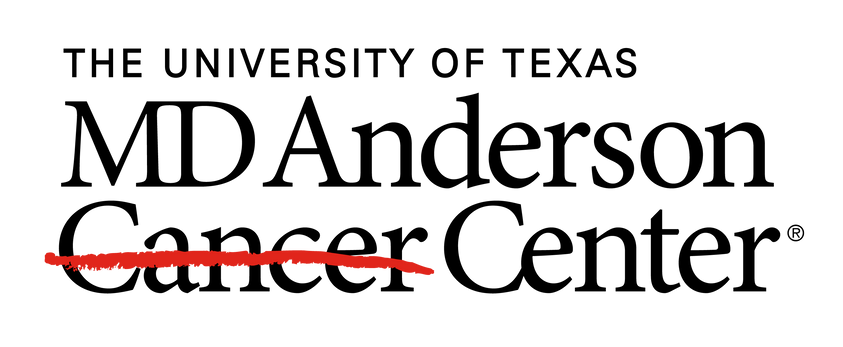 THE UNIVERSITY OF TEXAS
MD Anderson
Cancer Center®